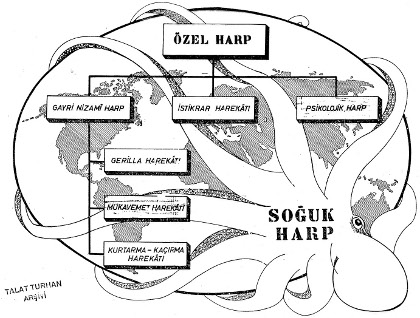 ÖZEL HARP
GAYRİ NİZAMİ HARP
İSTİKRAR HAREKÂTI
PSİKOLOJİK HARP
GERİLLA HAREKÂTI
MÜKAVEMET HAREKÂTI
KURTARMA - KAÇIRMA
HAREKÂTI
SOĞUK
HARP
TALAT TURHAN
ARŞİVİ